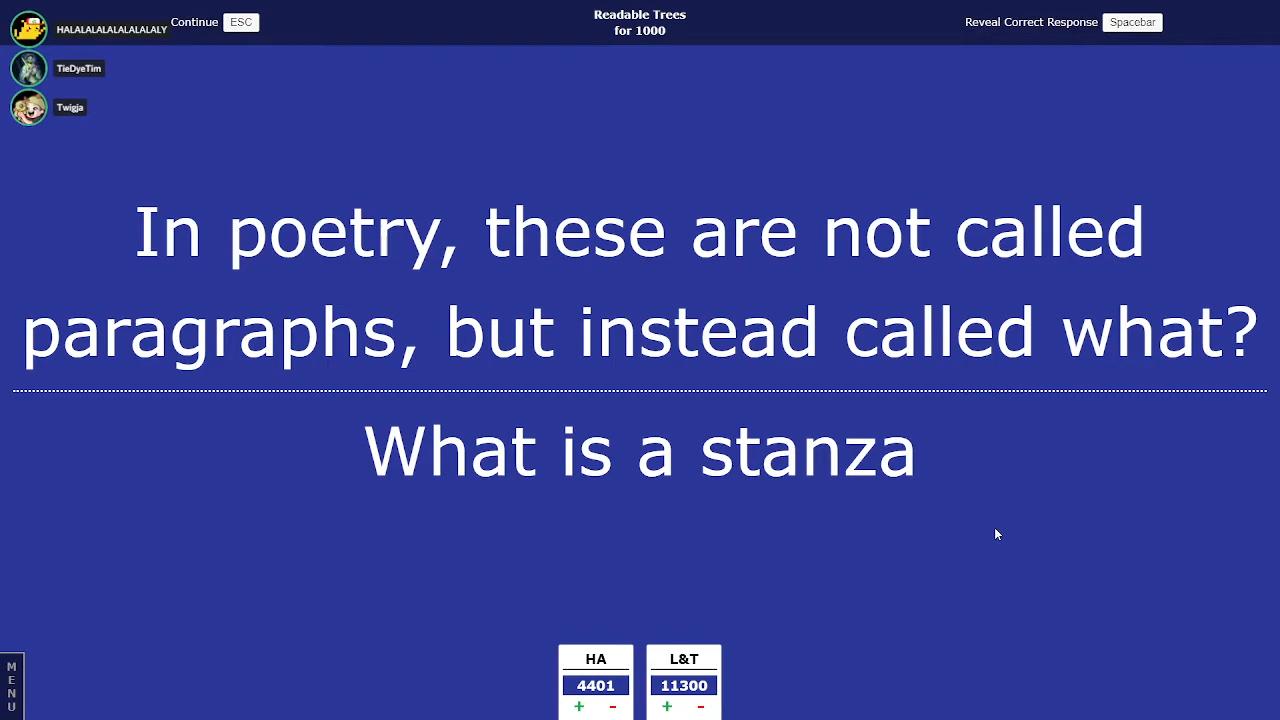 HALALALALALALALALY
Continue ESC
Readable Trees
for 1000
Reveal Correct Response Spacebar
TieDyeTim
Twigja
In poetry, these are not called
paragraphs, but instead called what?
What is a stanza
MENU
HA
4401
+ -
L&T
11300
+ -